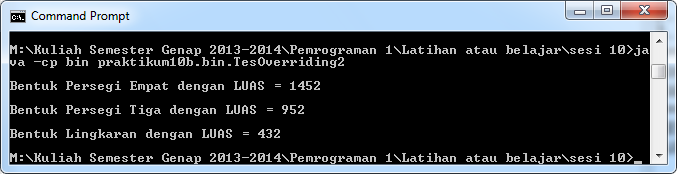 Command Prompt
M:\Kuliah Semester Genap 2013-2014\Pemrograman 1\Latihan atau belajar\sesi 10>ja
va -cp bin praktikum10b.bin.TesOverriding2
Bentuk Persegi Empat dengan LUAS = 1452
Bentuk Persegi Tiga dengan LUAS = 952
Bentuk Lingkaran dengan LUAS = 432
M:\Kuliah Semester Genap 2013-2014\Pemrograman 1\Latihan atau belajar\sesi 10>_